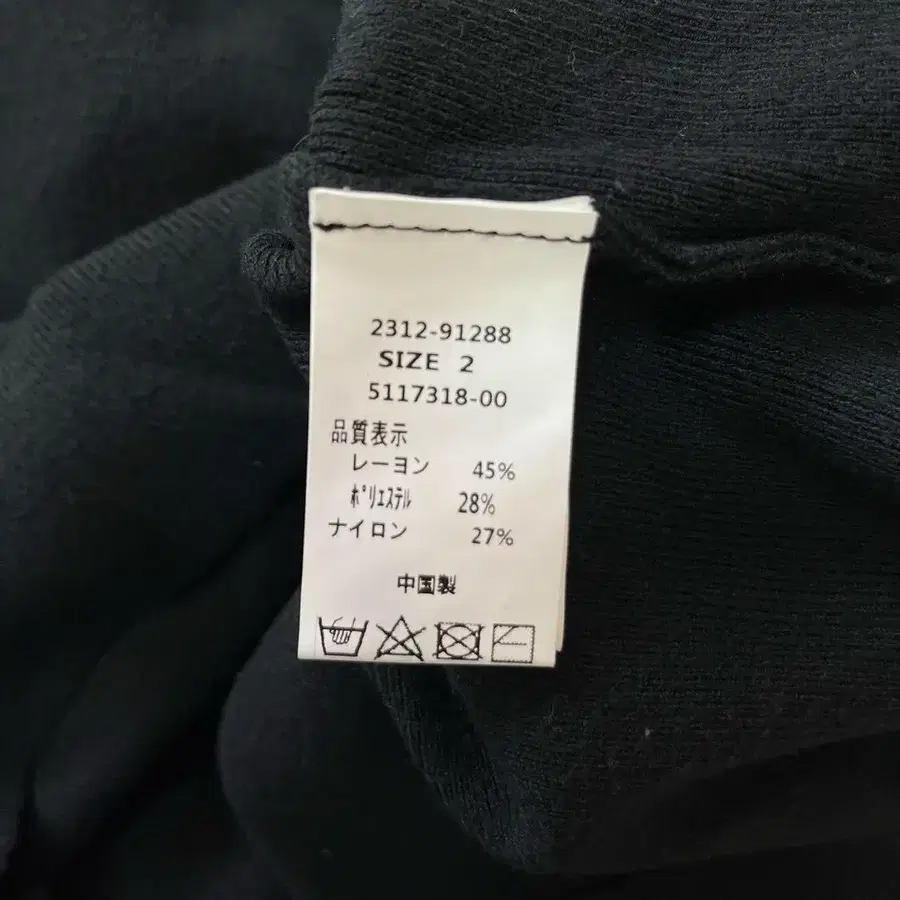 2312-91288
SIZE 2
5117318-00
品質表示
レーヨン 45%
ﾎﾟﾘｴｽﾃﾙ 28%
ナイロン 27%
中国製